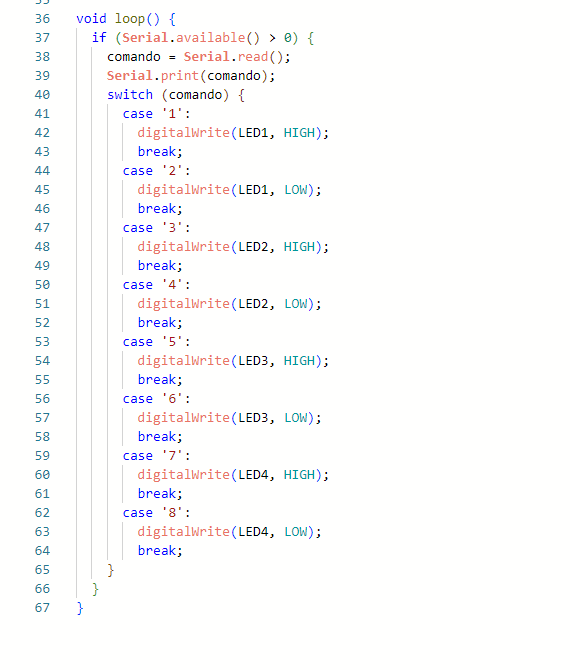 36 void loop() {
37 if (Serial.available() > 0) {
38 comando = Serial.read();
39 Serial.print(comando);
40 switch (comando) {
41 case '1':
42 digitalWrite(LED1, HIGH);
43 break;
44 case '2':
45 digitalWrite(LED1, LOW);
46 break;
47 case '3':
48 digitalWrite(LED2, HIGH);
49 break;
50 case '4':
51 digitalWrite(LED2, LOW);
52 break;
53 case '5':
54 digitalWrite(LED3, HIGH);
55 break;
56 case '6':
57 digitalWrite(LED3, LOW);
58 break;
59 case '7':
60 digitalWrite(LED4, HIGH);
61 break;
62 case '8':
63 digitalWrite(LED4, LOW);
64 break;
65 }
66 }
67 }